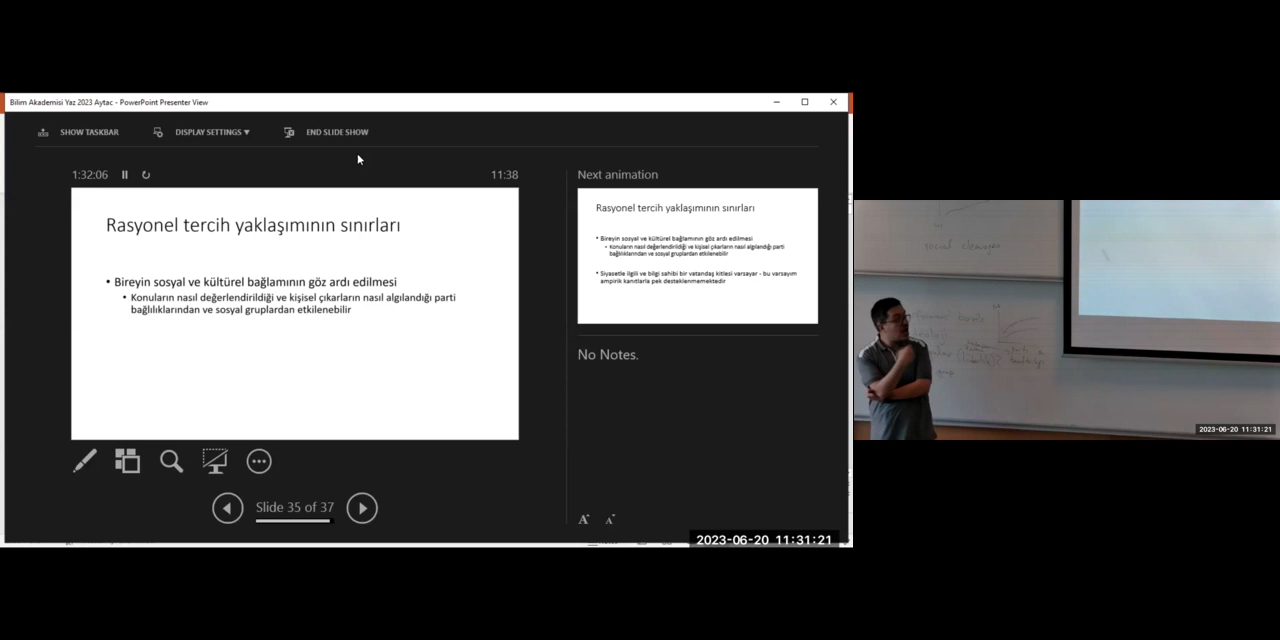 Bilim Akademisi Yaz 2023 Aytac - PowerPoint Presenter View
SHOW TASKBAR
DISPLAY SETTINGS ▼
END SLIDE SHOW
1:32:06
11:38
Rasyonel tercih yaklaşımının sınırları
• Bireyin sosyal ve kültürel bağlamının göz ardı edilmesi
• Konuların nasıl değerlendirildiği ve kişisel çıkarların nasıl algılandığı parti
bağlılıklarından ve sosyal gruplardan etkilenebilir
Slide 35 of 37
Next animation
Rasyonel tercih yaklaşımının sınırları
• Bireyin sosyal ve kültürel bağlamının göz ardı edilmesi
• Konuların nasıl değerlendirildiği ve kişisel çıkarların nasıl algılandığı parti
bağlılıklarından ve sosyal gruplardan etkilenebilir
• Siyasetle ilgili ve bilgi sahibi bir vatandaş kitlesi varsayar - bu varsayım
ampirik kanıtlarla pek desteklenmemektedir
No Notes.
A A
2023-06-20 11:31:21
social cleavages
2023-06-20 11:31:21